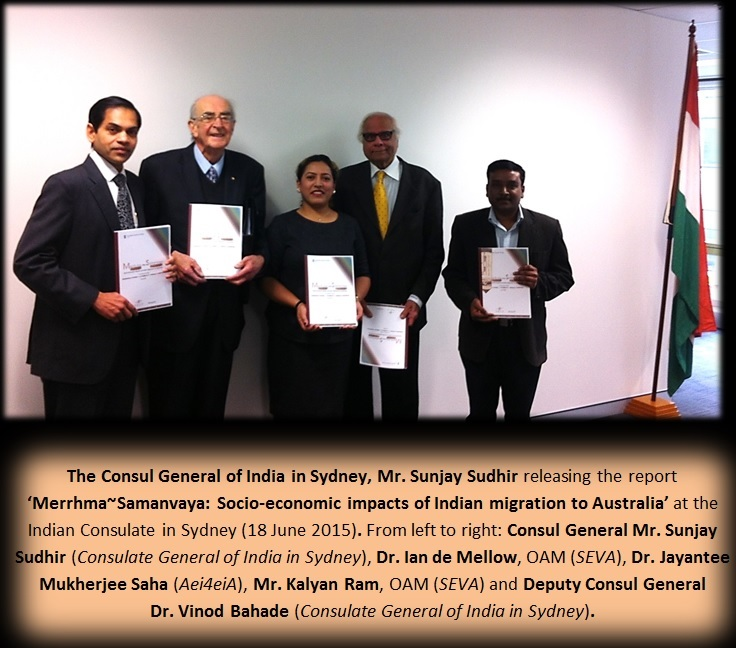 The Consul General of India in Sydney, Mr. Sunjay Sudhir releasing the report
‘Merrhma~Samanvaya: Socio-economic impacts of Indian migration to Australia’ at the
Indian Consulate in Sydney (18 June 2015). From left to right: Consul General Mr. Sunjay
Sudhir (Consulate General of India in Sydney), Dr. Ian de Mellow, OAM (SEVA), Dr. Jayantee
Mukherjee Saha (Aei4eiA), Mr. Kalyan Ram, OAM (SEVA) and Deputy Consul General
Dr. Vinod Bahade (Consulate General of India in Sydney).